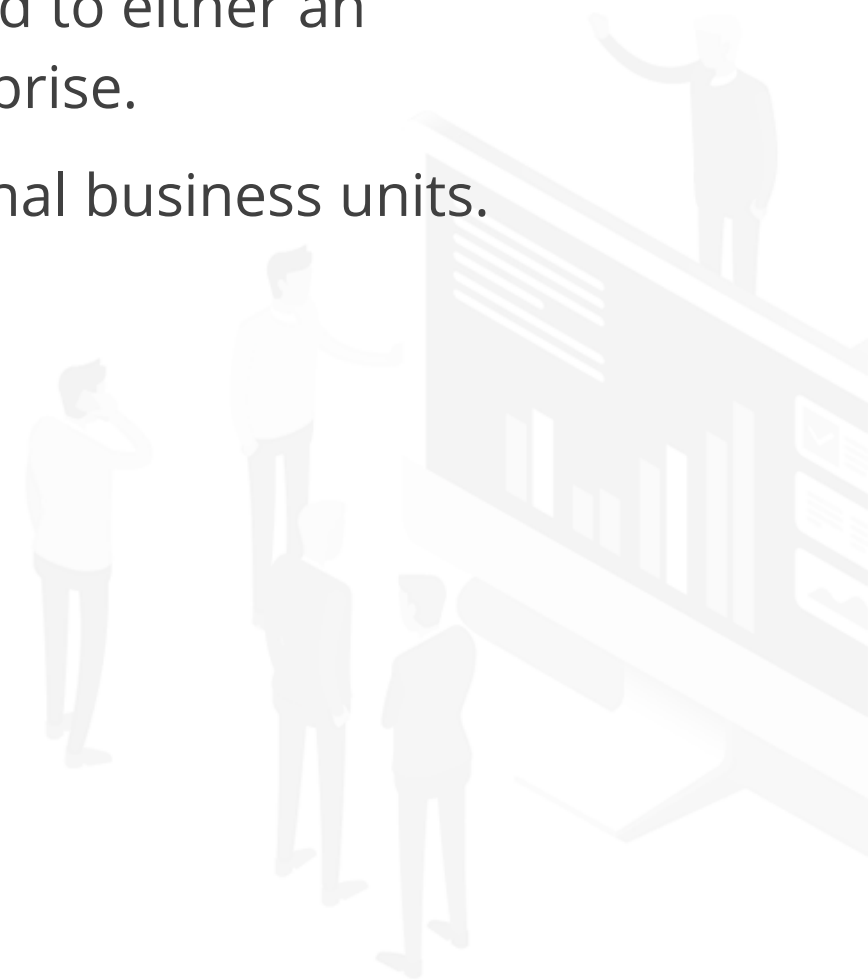 d to either an
prise.
nal business units.